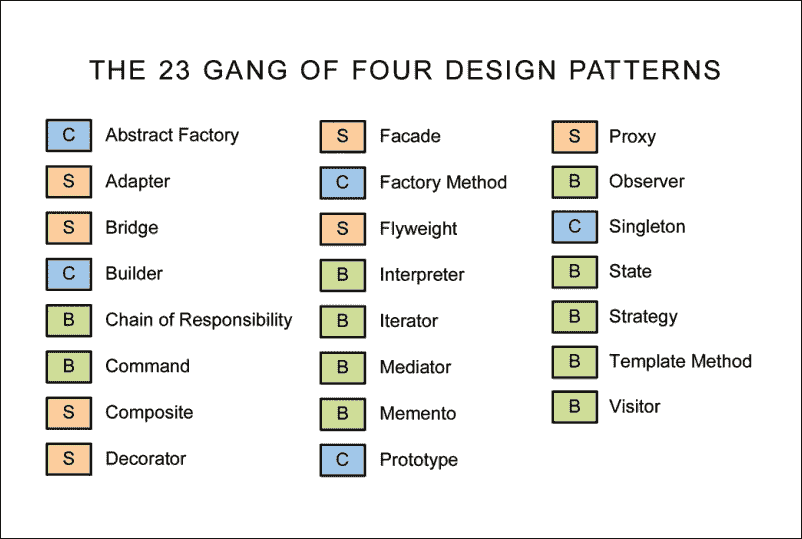 THE 23 GANG OF FOUR DESIGN PATTERNS
C Abstract Factory
S Adapter
S Bridge
C Builder
B Chain of Responsibility
B Command
S Composite
S Decorator
S Facade
C Factory Method
S Flyweight
B Interpreter
B Iterator
B Mediator
B Memento
C Prototype
S Proxy
B Observer
C Singleton
B State
B Strategy
B Template Method
B Visitor